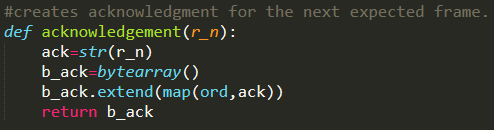 #creates acknowledgment for the next expected frame.
def acknowledgement(r_n):
    ack=str(r_n)
    b_ack=bytearray()
    b_ack.extend(map(ord,ack))
    return b_ack